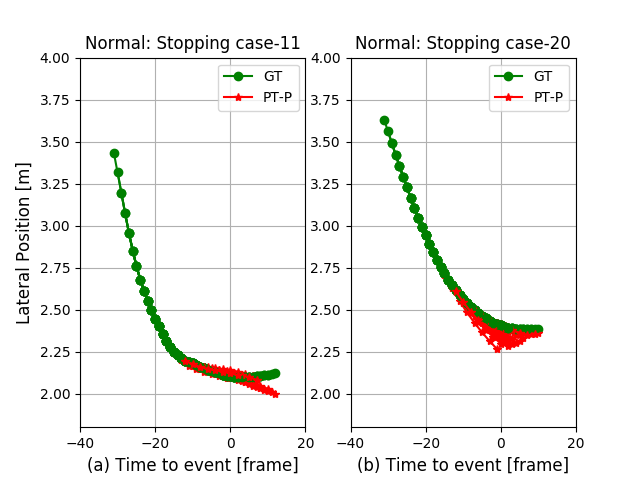 Normal: Stopping case-11
4.00
3.75
3.50
3.25
3.00
2.75
2.50
2.25
2.00
Lateral Position [m]
−40
−20
0
20
(a) Time to event [frame]
GT
PT-P
Normal: Stopping case-20
4.00
3.75
3.50
3.25
3.00
2.75
2.50
2.25
2.00
−40
−20
0
20
(b) Time to event [frame]
GT
PT-P